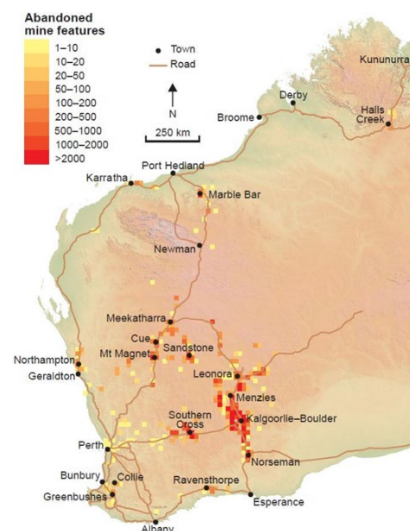 Abandoned
mine features
1–10
10–20
20–50
50–100
100–200
200–500
500–1000
1000–2000
>2000
Town
Road
N
250 km
Kununurra
Derby
Halls
Creek
Broome
Port Hedland
Karratha
Marble Bar
Newman
Meekatharra
Cue
Sandstone
Mt Magnet
Northampton
Geraldton
Leonora
Menzies
Southern
Cross
Kalgoorlie–Boulder
Perth
Norseman
Bunbury
Collie
Ravensthorpe
Greenbushes
Esperance
Albany